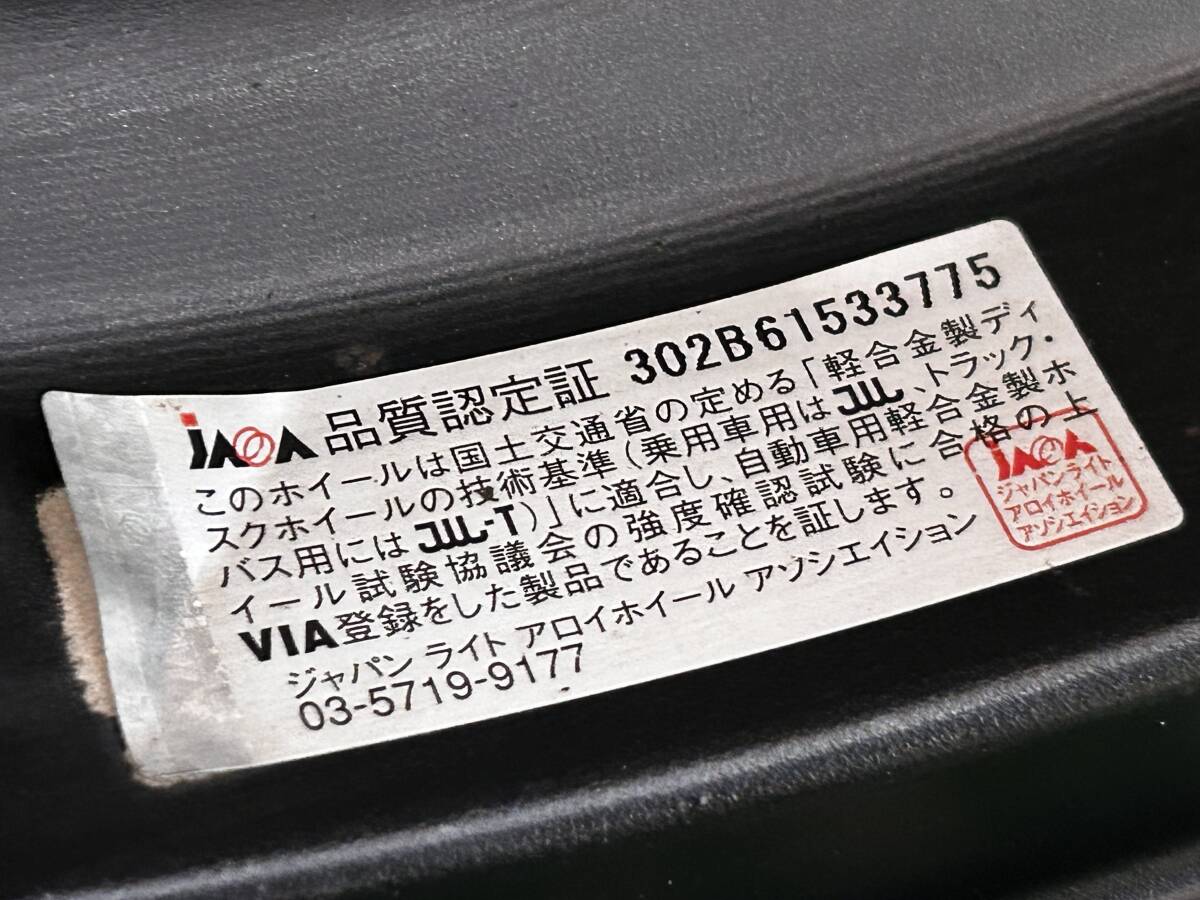 JAWA 品質認定証 302B61533775
このホイールは国土交通省の定める「軽合金製ディ
スクホイールの技術基準(乗用車用はJWL、トラック・
バス用にはJWL-T)」に適合し、自動車用軽合金製ホ
イール試験協議会の強度確認試験に合格の上
VIA登録をした製品であることを証します。
ジャパン ライト アロイホイール アソシエイション
03-5719-9177
JAWA
ジャパンライト
アロイホイール
アソシエイション